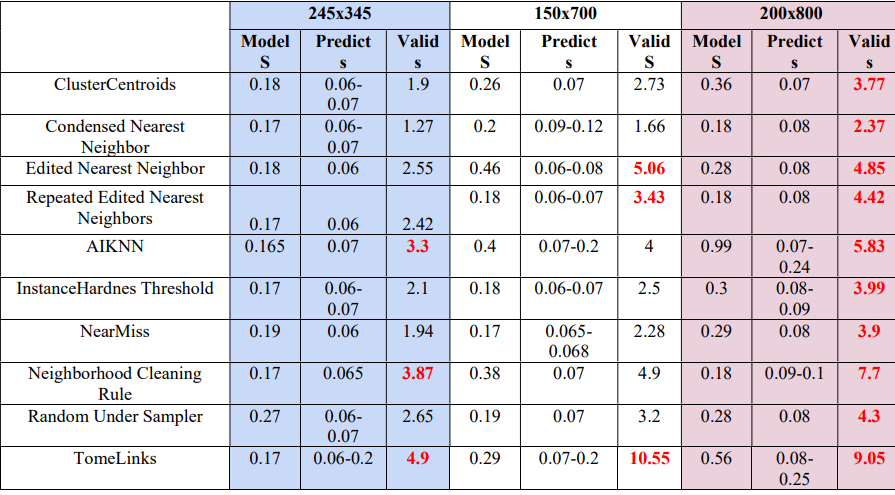 245x345 150x700 200x800
Model Predict Valid Model Predict Valid Model Predict Valid
S s s S s s S s s
ClusterCentroids 0.18 0.06- 1.9 0.26 0.07 2.73 0.36 0.07 3.77
0.07
Condensed Nearest 0.17 0.06- 1.27 0.2 0.09-0.12 1.66 0.18 0.08 2.37
Neighbor 0.07
Edited Nearest Neighbor 0.18 0.06 2.55 0.46 0.06-0.08 5.06 0.28 0.08 4.85
Repeated Edited Nearest 0.18 0.06-0.07 3.43 0.18 0.08 4.42
Neighbors
0.17 0.06 2.42
AIKNN 0.165 0.07 3.3 0.4 0.07-0.2 4 0.99 0.07- 5.83
0.24
InstanceHardnes Threshold 0.17 0.06- 2.1 0.18 0.06-0.07 2.5 0.3 0.08- 3.99
0.07 0.09
NearMiss 0.19 0.06 1.94 0.17 0.065- 2.28 0.29 0.08 3.9
0.068
Neighborhood Cleaning 0.17 0.065 3.87 0.38 0.07 4.9 0.18 0.09-0.1 7.7
Rule
Random Under Sampler 0.27 0.06- 2.65 0.19 0.07 3.2 0.28 0.08 4.3
0.07
TomeLinks 0.17 0.06-0.2 4.9 0.29 0.07-0.2 10.55 0.56 0.08- 9.05
0.25